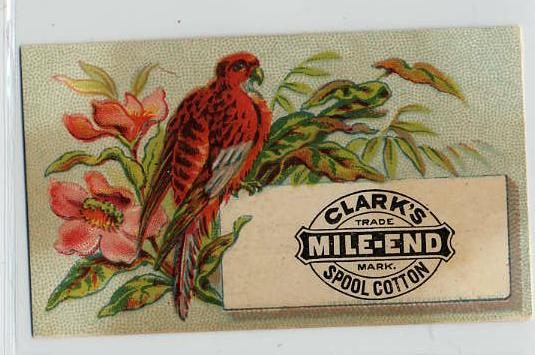 CLARK'S
TRADE
MILE-END
MARK.
SPOOL COTTON